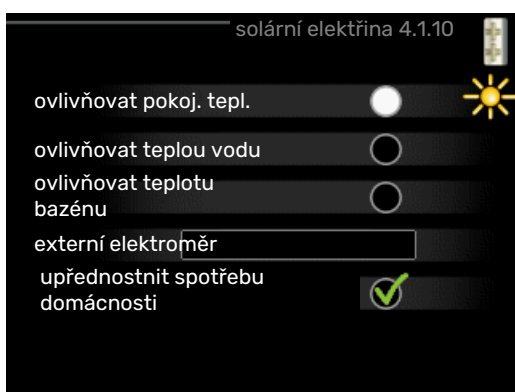 solární elektřina 4.1.10
ovlivňovat pokoj. tepl.
ovlivňovat teplou vodu
ovlivňovat teplotu
bazénu
externí elektroměr
upřednostnit spotřebu
domácnosti